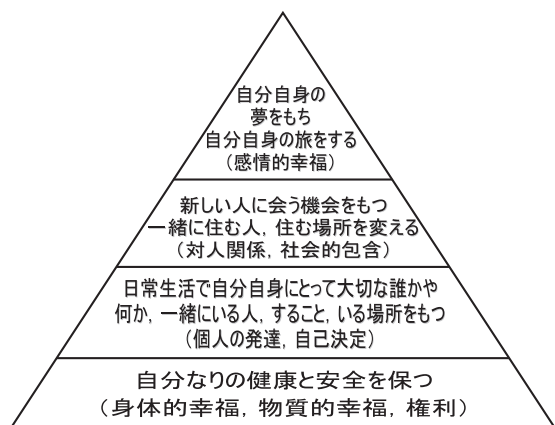 自分自身の
夢をもち
自分自身の旅をする
(感情的幸福)
新しい人に会う機会をもつ
一緒に住む人, 住む場所を変える
(対人関係, 社会的包含)
日常生活で自分自身にとって大切な誰かや
何か, 一緒にいる人, すること, いる場所をもつ
(個人の発達, 自己決定)
自分なりの健康と安全を保つ
(身体的幸福, 物質的幸福, 権利)